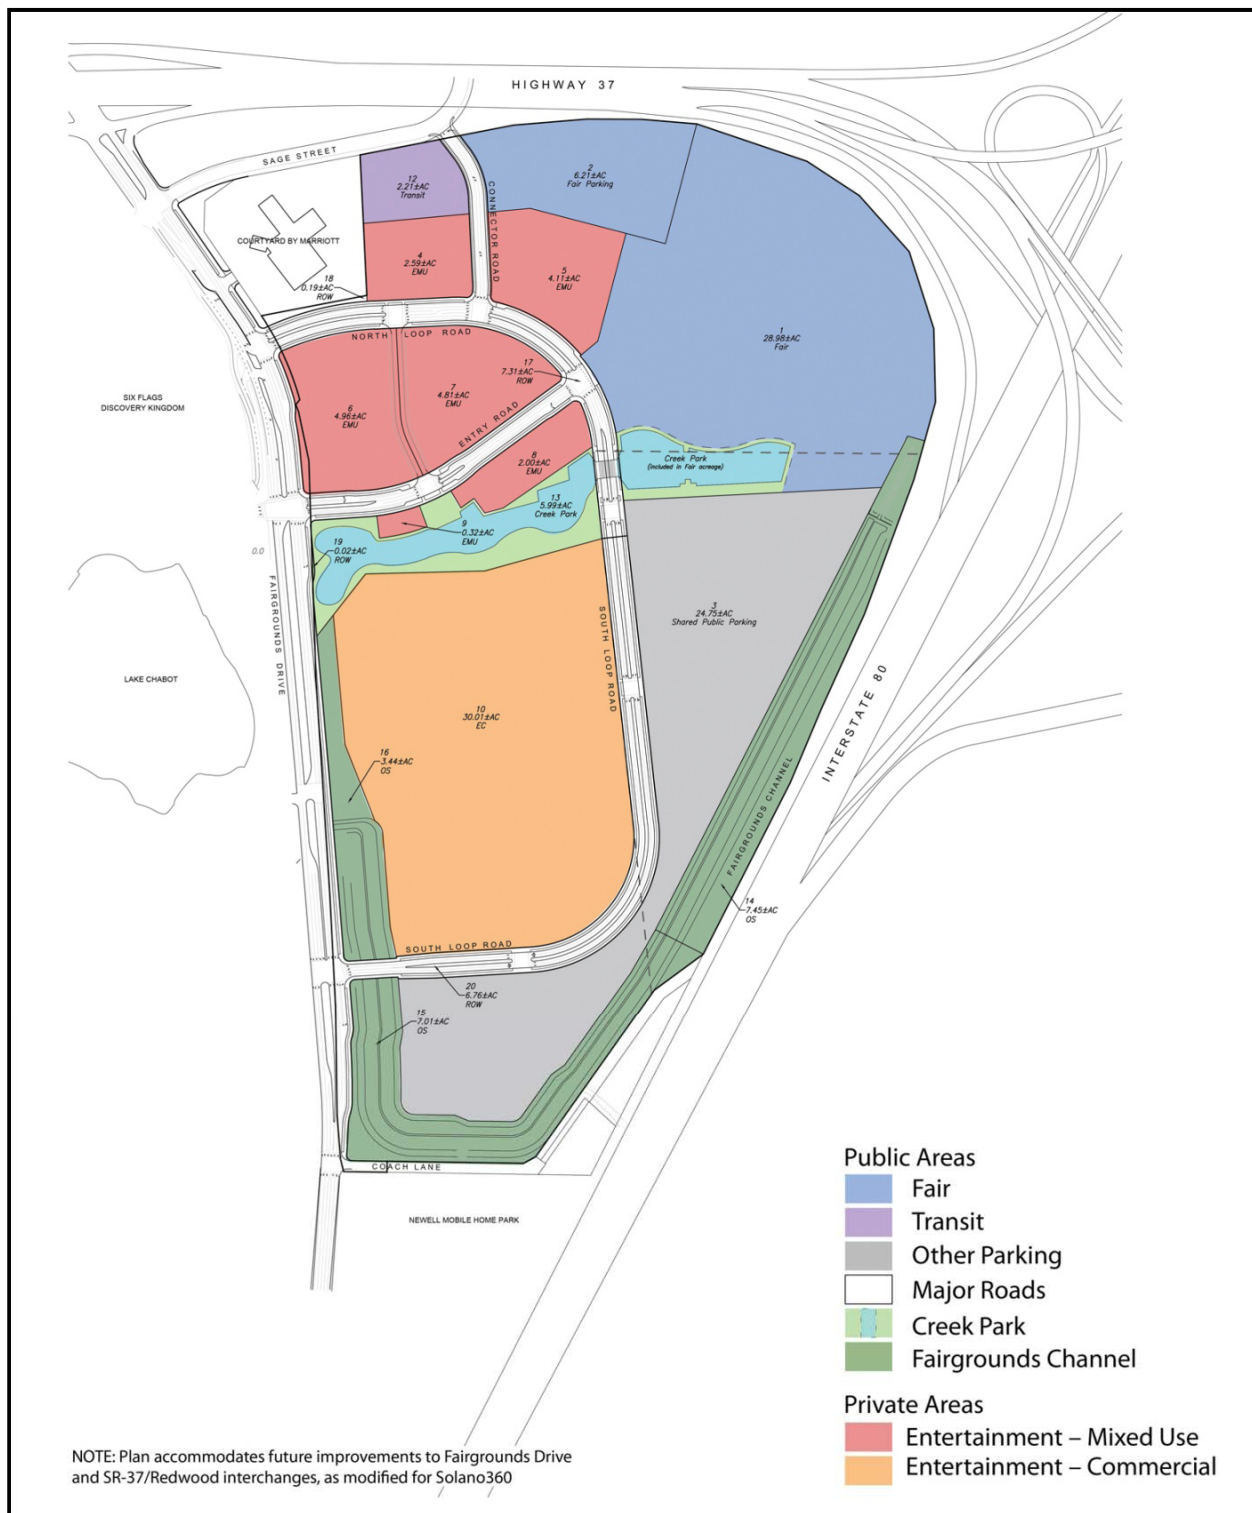 HIGHWAY 37
SAGE STREET
12
2.21±AC
Transit
2
6.21±AC
Fair Parking
CONNECTOR ROAD
COURTYARD BY MARRIOTT
4
2.59±AC
EMU
5
4.11±AC
EMU
18
0.19±AC
ROW
1
28.98±AC
Fair
NORTH LOOP ROAD
17
7.31±AC
ROW
SIX FLAGS
DISCOVERY KINGDOM
7
4.81±AC
EMU
6
4.96±AC
EMU
ENTRY ROAD
8
2.00±AC
EMU
Creek Park
(included in Fair acreage)
13
5.99±AC
Creek Park
9
0.32±AC
EMU
19
0.02±AC
ROW
0.0
FAIRGROUNDS DRIVE
3
24.75±AC
Shared Public Parking
SOUTH LOOP ROAD
LAKE CHABOT
10
30.01±AC
EC
INTERSTATE 80
16
3.44±AC
OS
FAIRGROUNDS CHANNEL
14
7.45±AC
OS
SOUTH LOOP ROAD
20
6.76±AC
ROW
15
7.01±AC
OS
COACH LANE
NEWELL MOBILE HOME PARK
Public Areas
Fair
Transit
Other Parking
Major Roads
Creek Park
Fairgrounds Channel
Private Areas
Entertainment – Mixed Use
Entertainment – Commercial
NOTE: Plan accommodates future improvements to Fairgrounds Drive
and SR-37/Redwood interchanges, as modified for Solano360